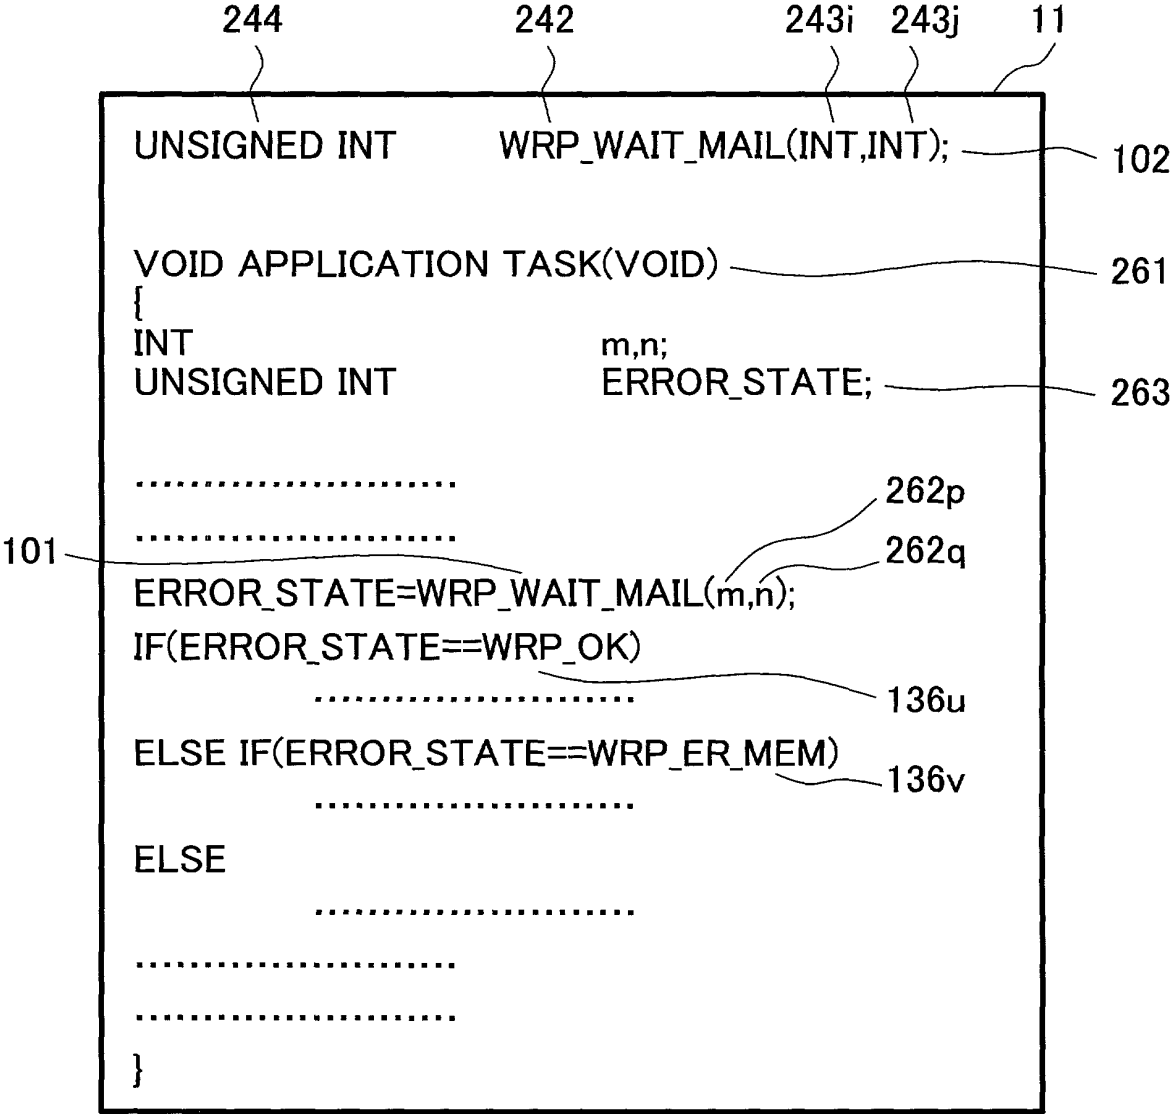 244 242 243i 243j 11
UNSIGNED INT WRP_WAIT_MAIL(INT,INT);
102
VOID APPLICATION TASK(VOID)
261
{
INT m,n;
UNSIGNED INT ERROR_STATE;
263
........................
262p
........................
101
262q
ERROR_STATE=WRP_WAIT_MAIL(m,n);
IF(ERROR_STATE==WRP_OK)
........................
136u
ELSE IF(ERROR_STATE==WRP_ER_MEM)
136v
........................
ELSE
........................
........................
........................
}